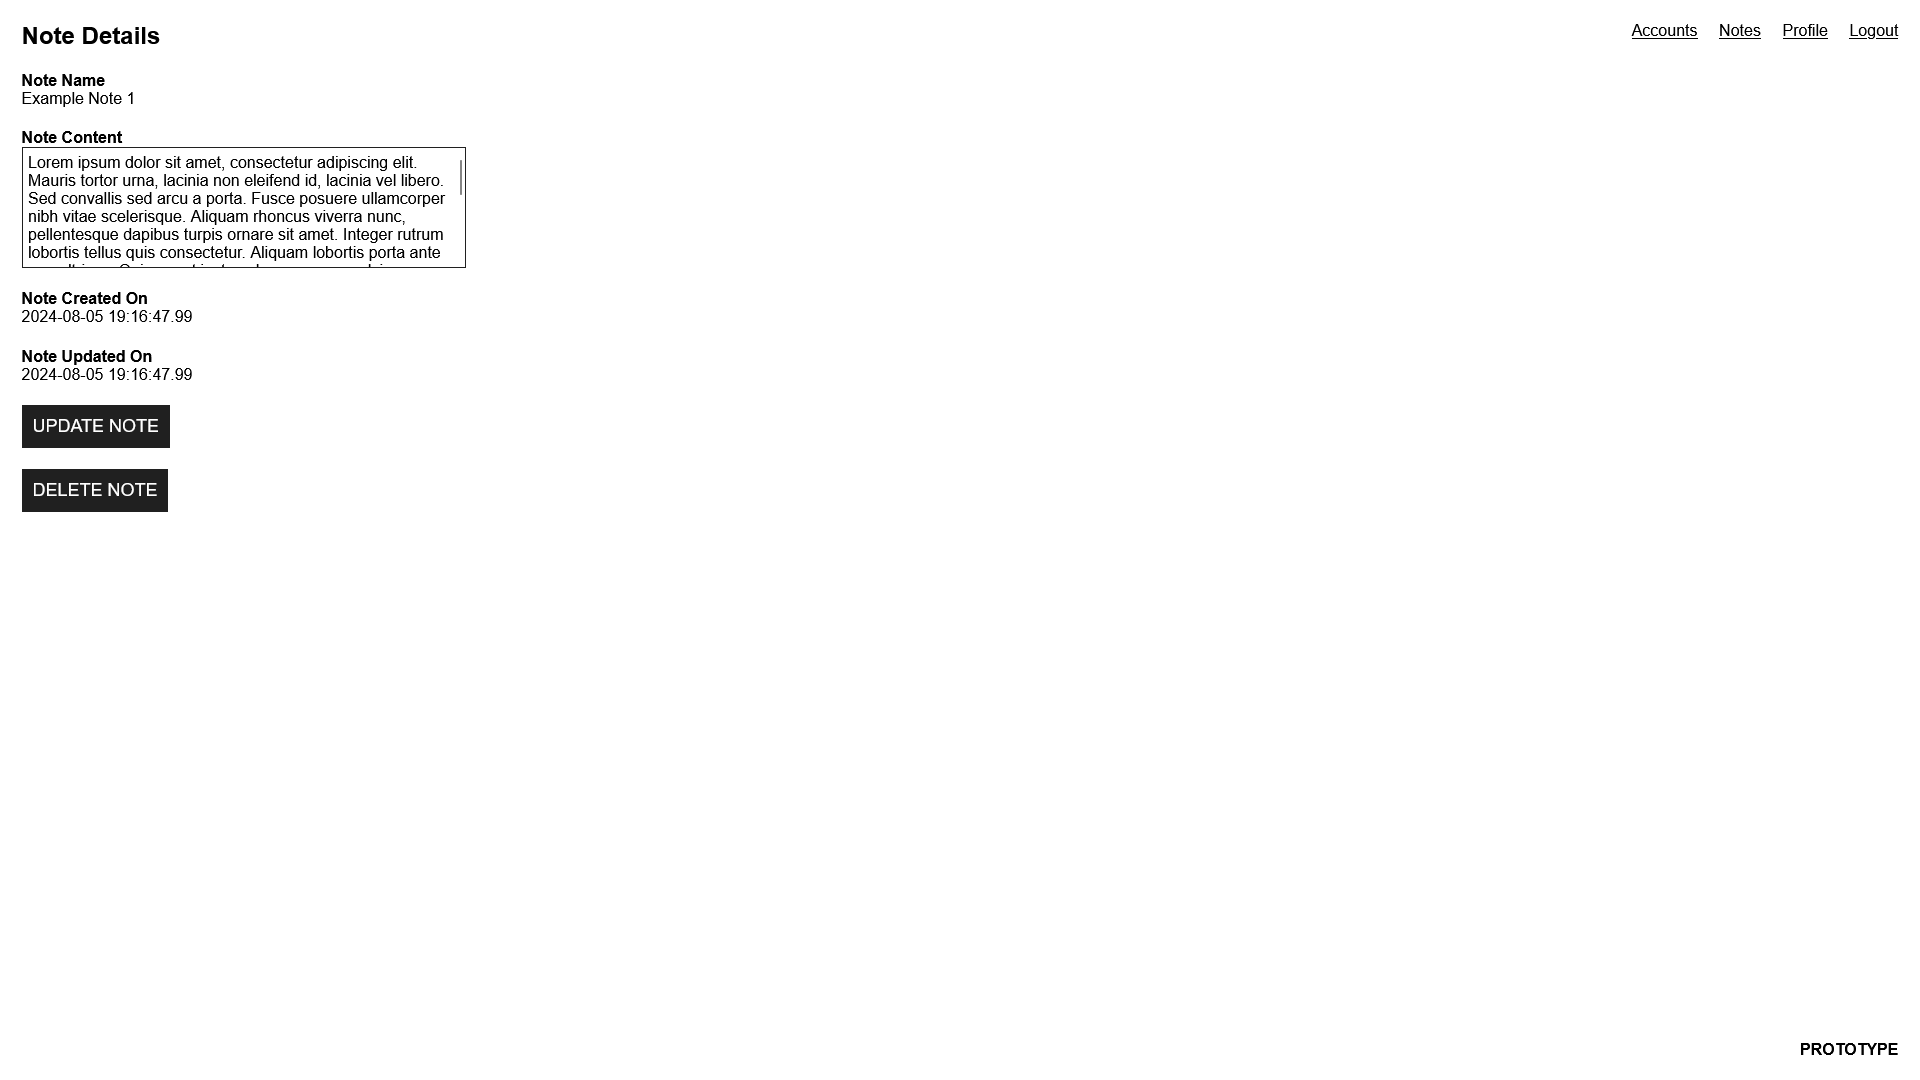 Note Details
Accounts Notes Profile Logout
Note Name
Example Note 1
Note Content
Lorem ipsum dolor sit amet, consectetur adipiscing elit.
Mauris tortor urna, lacinia non eleifend id, lacinia vel libero.
Sed convallis sed arcu a porta. Fusce posuere ullamcorper
nibh vitae scelerisque. Aliquam rhoncus viverra nunc,
pellentesque dapibus turpis ornare sit amet. Integer rutrum
lobortis tellus quis consectetur. Aliquam lobortis porta ante
Note Created On
2024-08-05 19:16:47.99
Note Updated On
2024-08-05 19:16:47.99
UPDATE NOTE
DELETE NOTE
PROTOTYPE